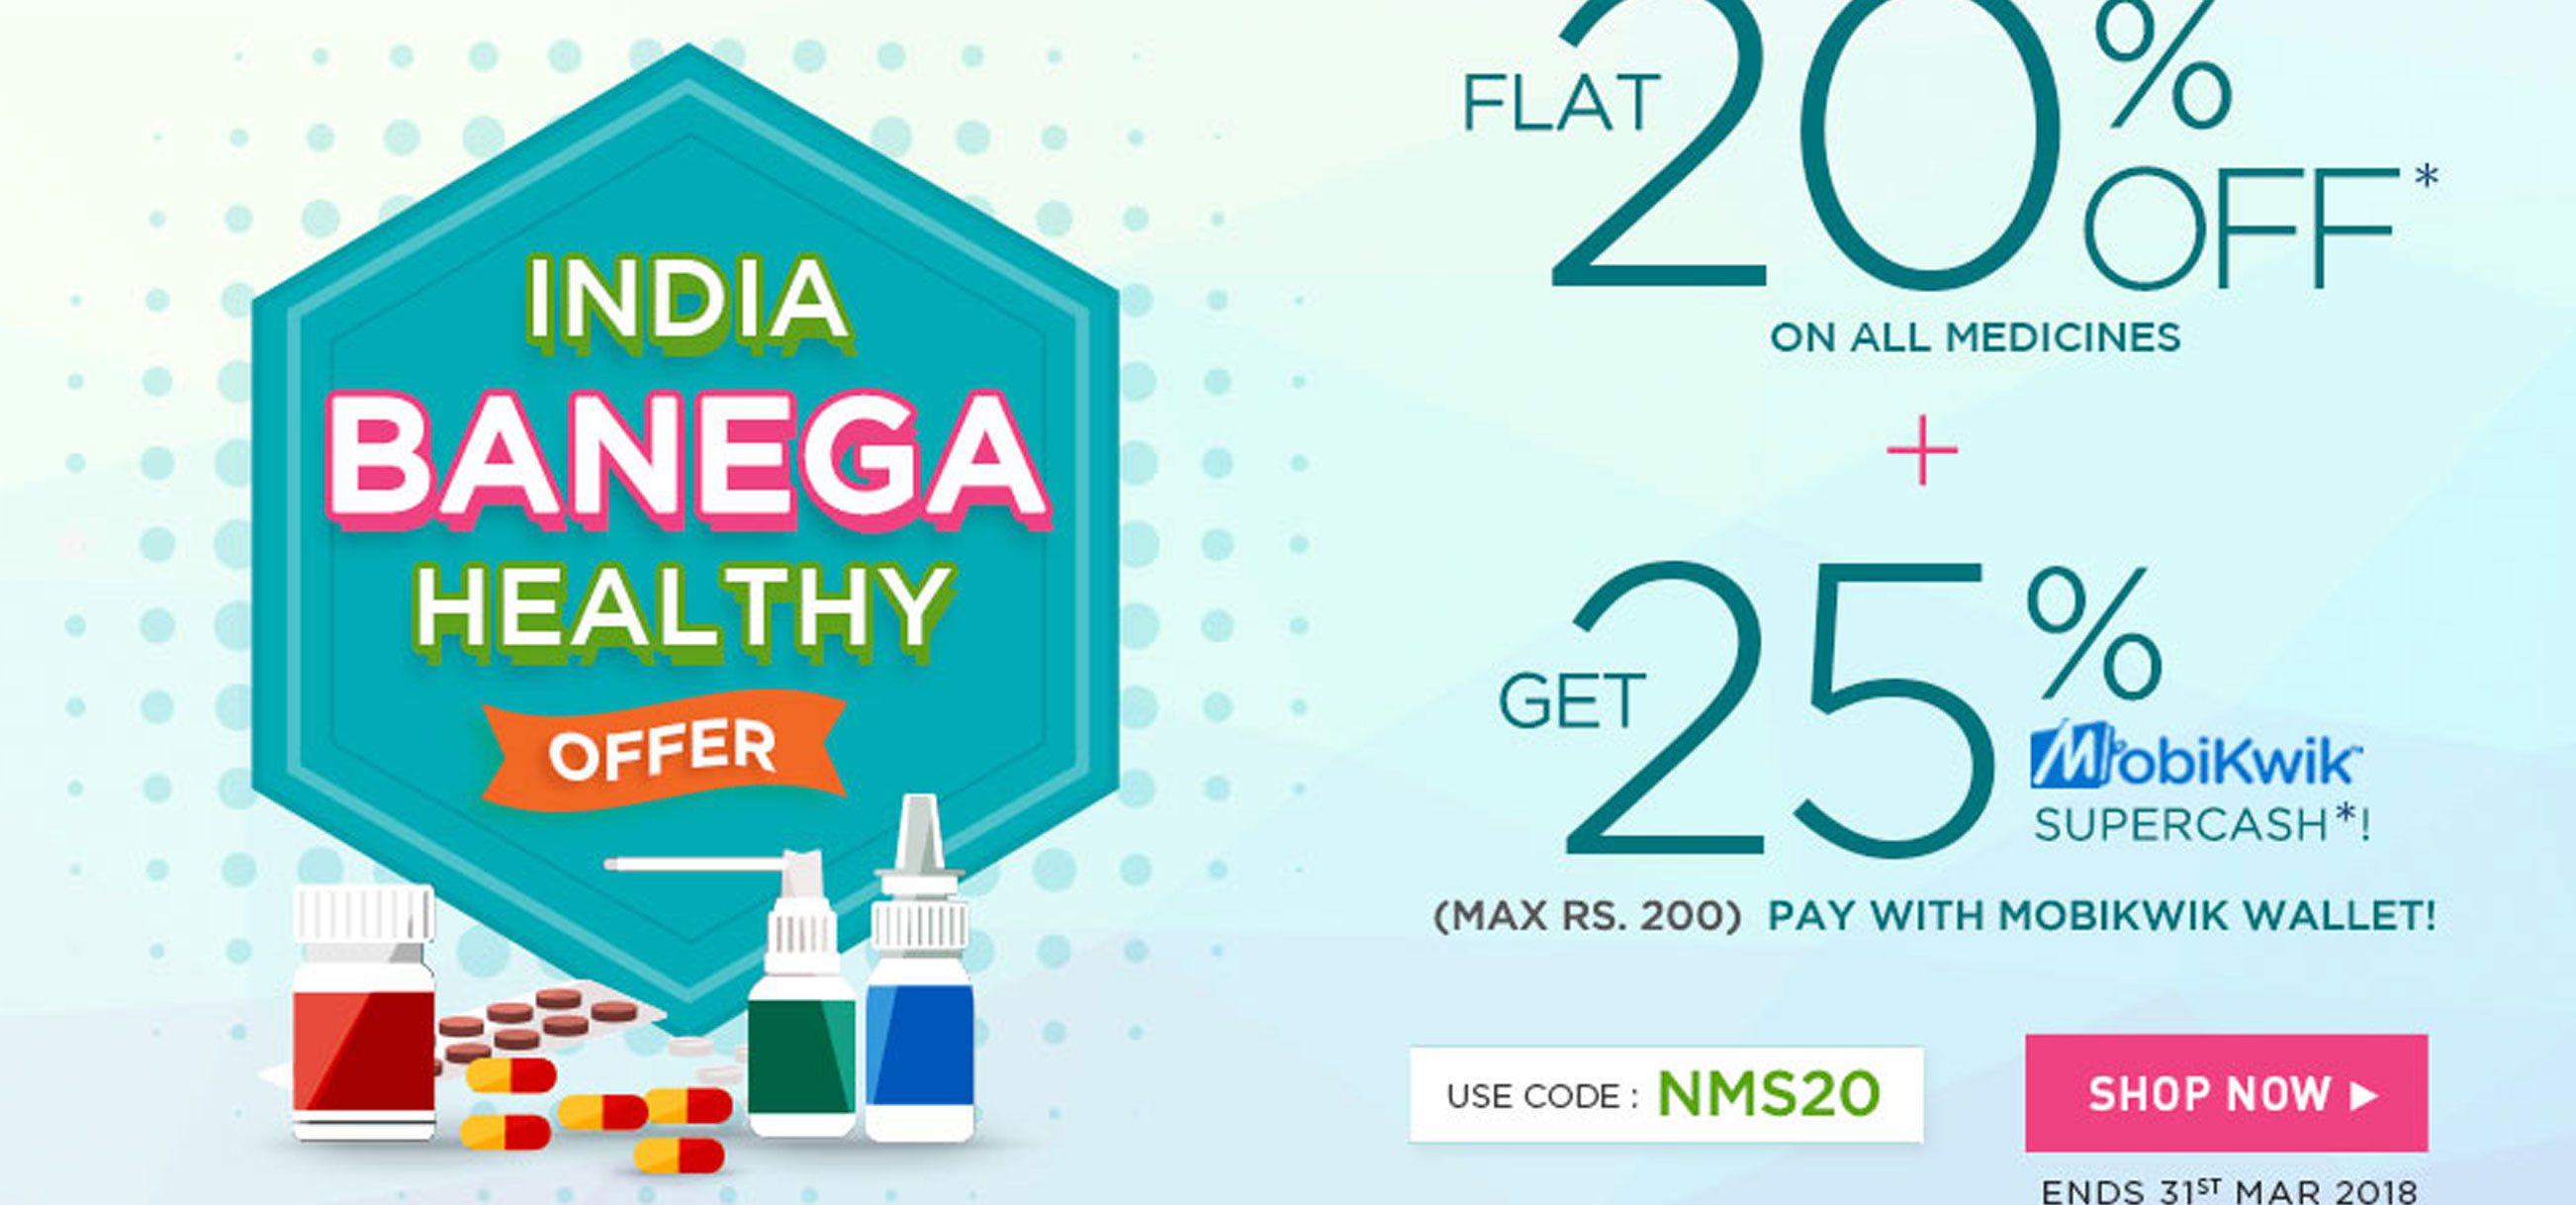 INDIA
BANEGA
HEALTHY
OFFER
FLAT 20% OFF*
ON ALL MEDICINES
+
GET 25%
MobiKwik™
SUPERCASH*!
(MAX RS. 200) PAY WITH MOBIKWIK WALLET!
USE CODE : NMS20
SHOP NOW ▶
ENDS 31ST MAR 2018